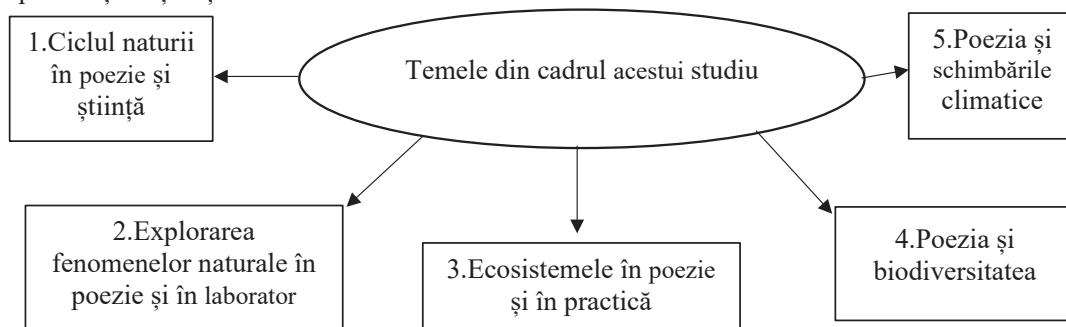 1.Ciclul naturii
în poezie și
știință
Temele din cadrul acestui studiu
5.Poezia și
schimbările
climatice
2.Explorarea
fenomenelor naturale în
poezie și în laborator
3.Ecosistemele în poezie
și în practică
4.Poezia și
biodiversitatea